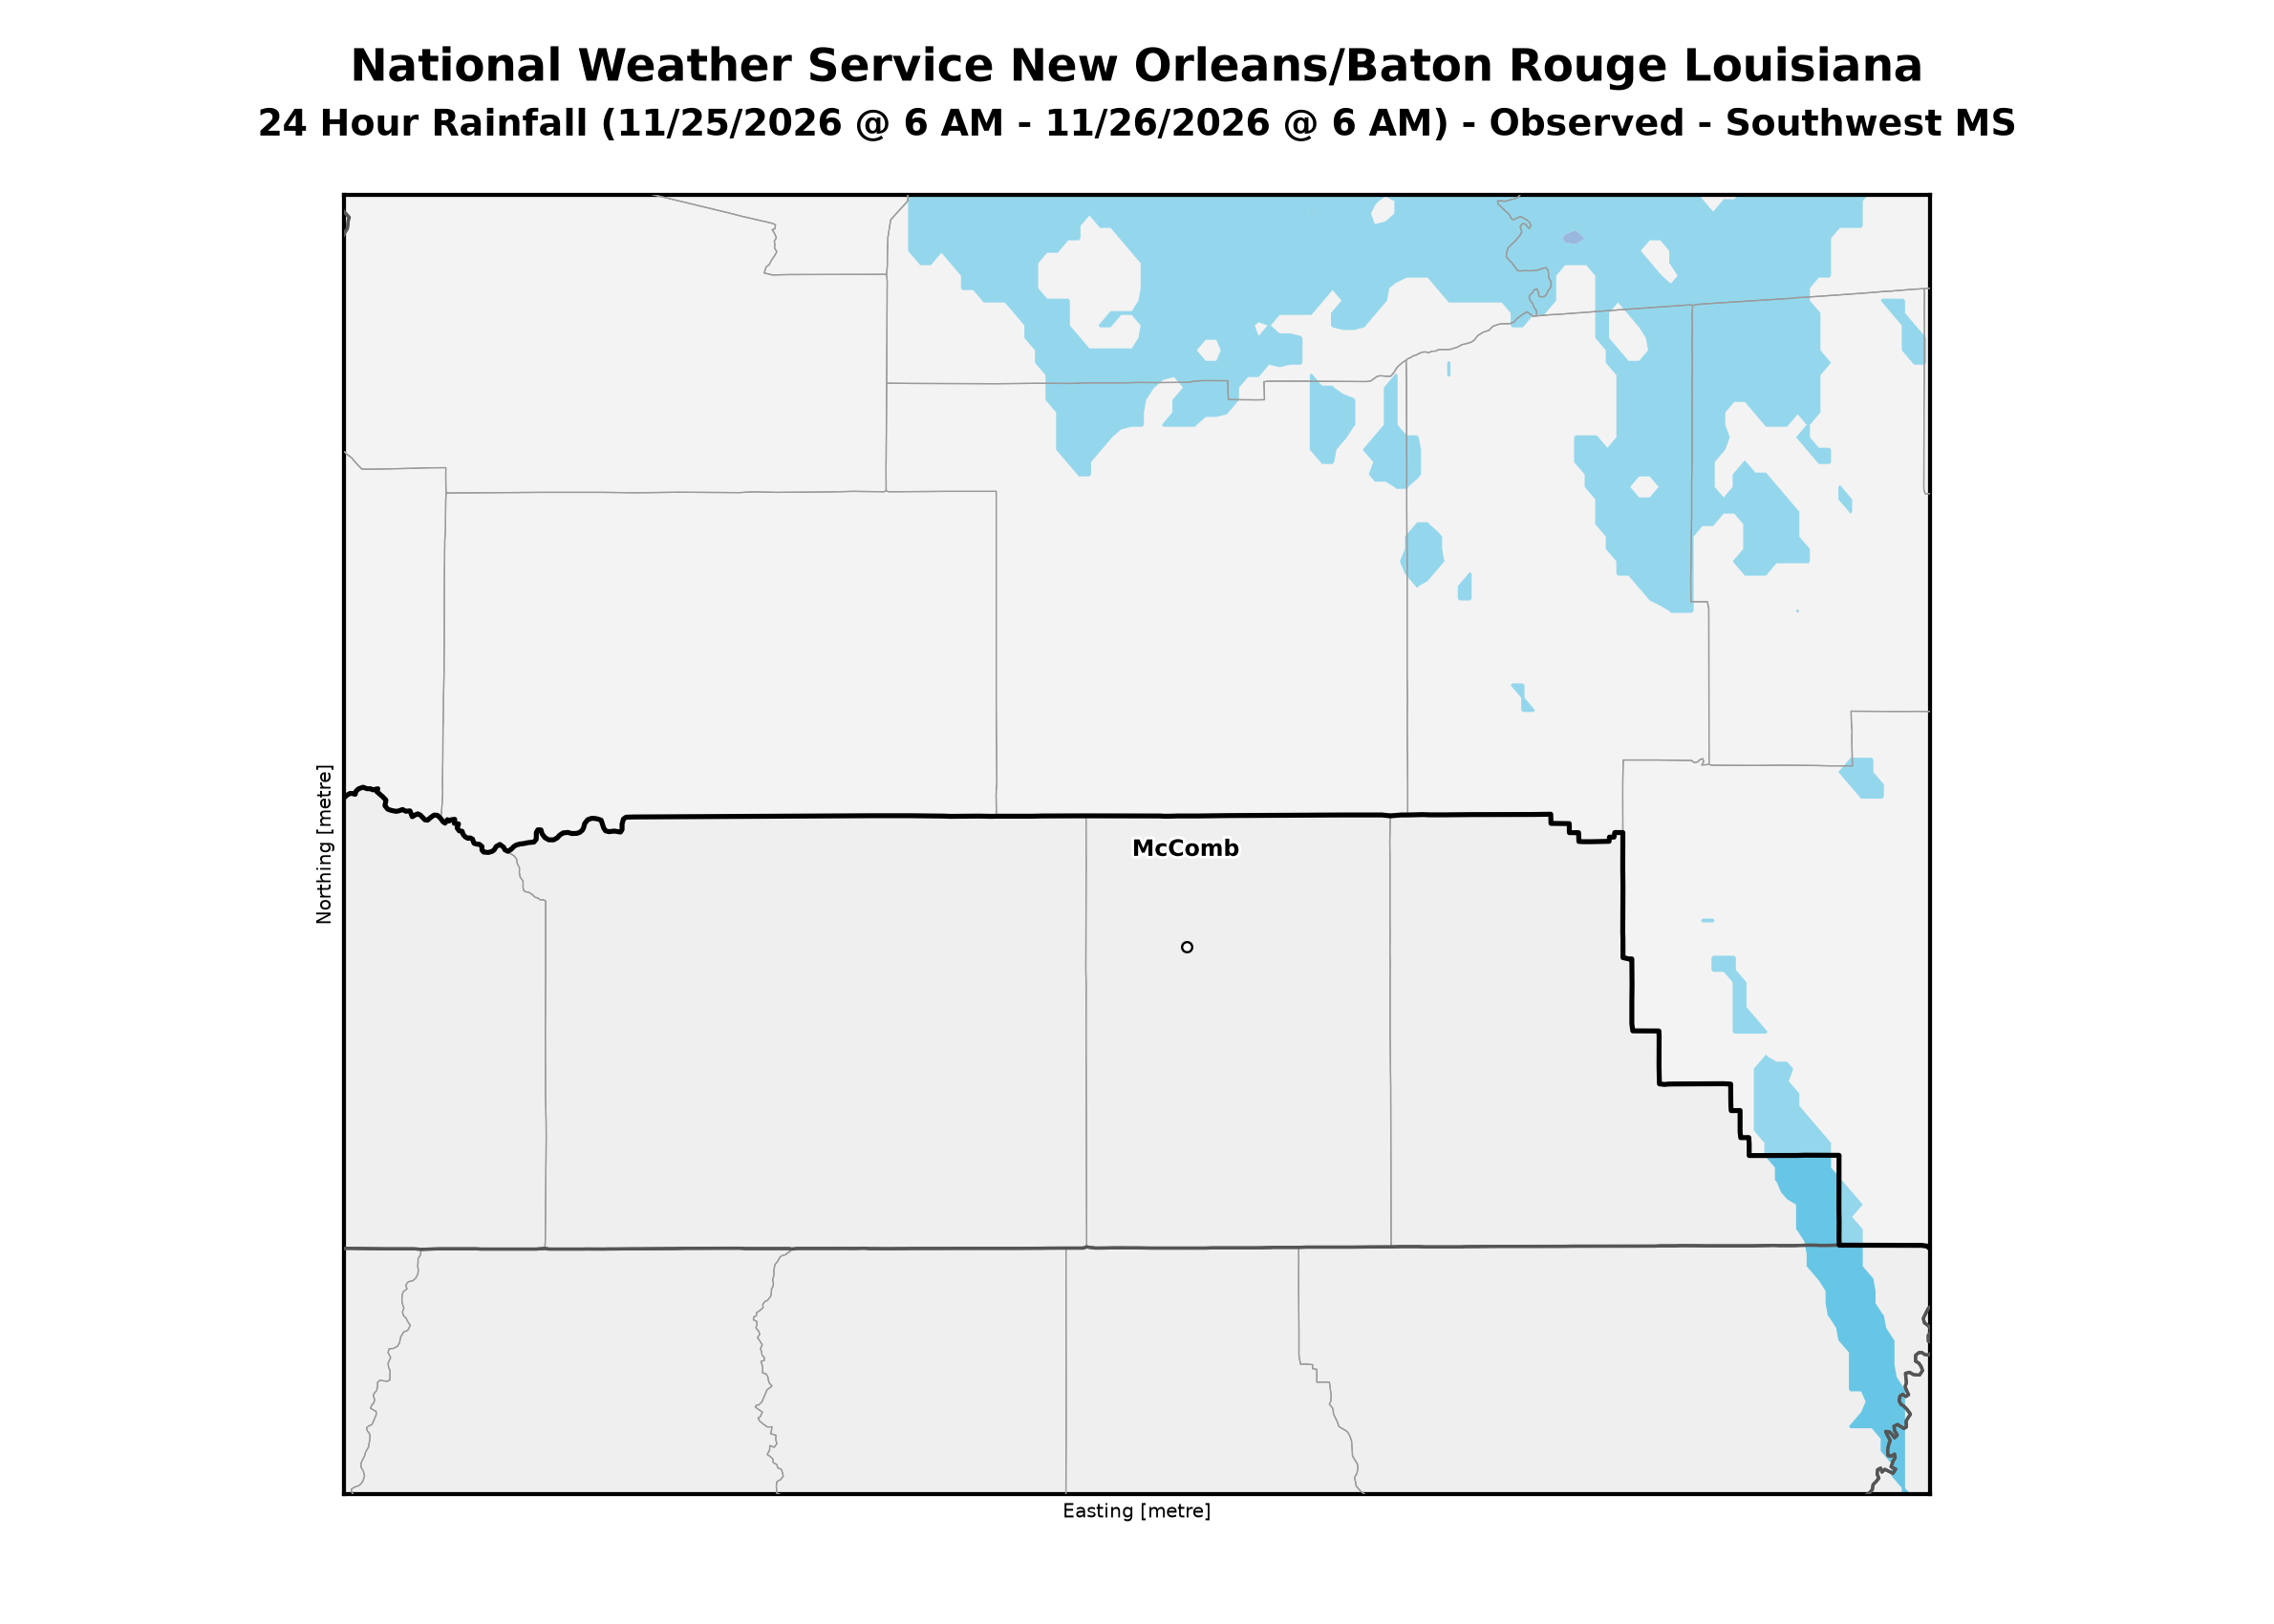 National Weather Service New Orleans/Baton Rouge Louisiana
24 Hour Rainfall (11/25/2026 @ 6 AM - 11/26/2026 @ 6 AM) - Observed - Southwest MS
McComb
Northing [metre]
Easting [metre]